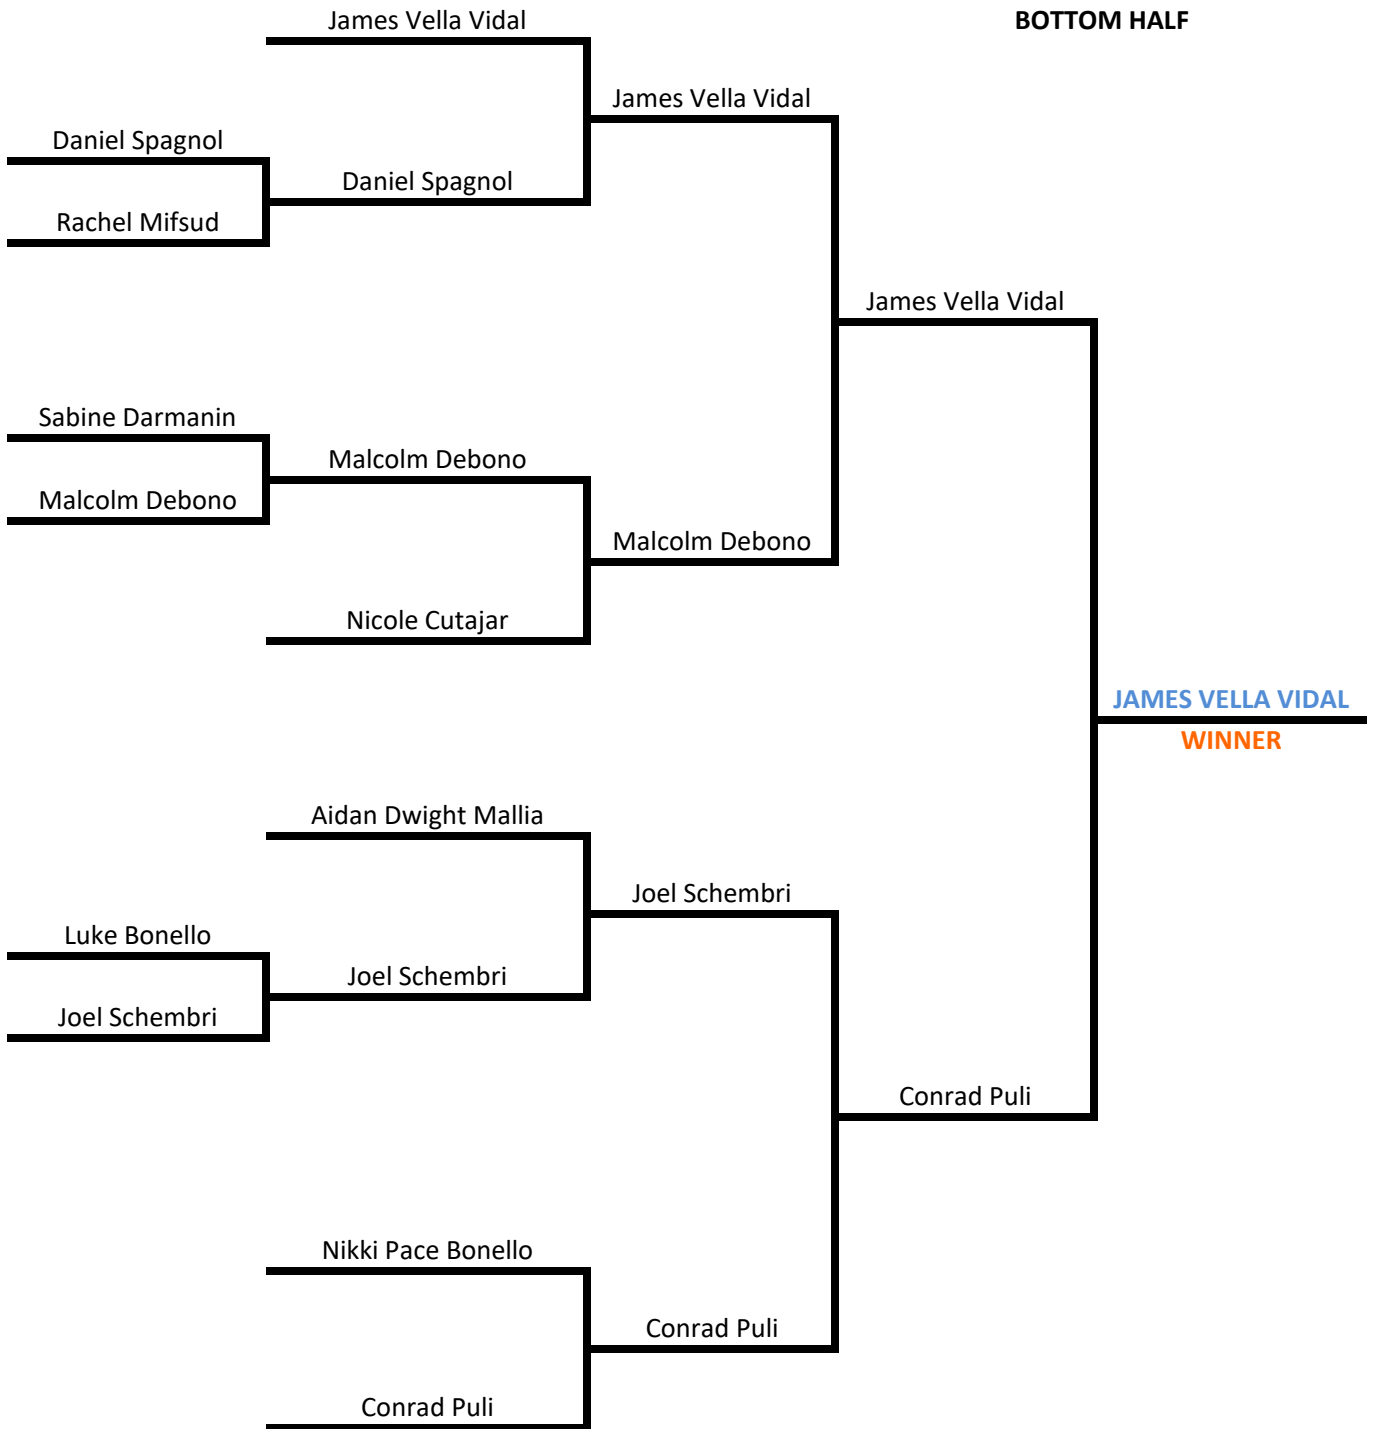 James Vella Vidal
BOTTOM HALF
James Vella Vidal
Daniel Spagnol
Daniel Spagnol
Rachel Mifsud
James Vella Vidal
Sabine Darmanin
Malcolm Debono
Malcolm Debono
Malcolm Debono
Nicole Cutajar
JAMES VELLA VIDAL
WINNER
Aidan Dwight Mallia
Joel Schembri
Luke Bonello
Joel Schembri
Joel Schembri
Conrad Puli
Nikki Pace Bonello
Conrad Puli
Conrad Puli